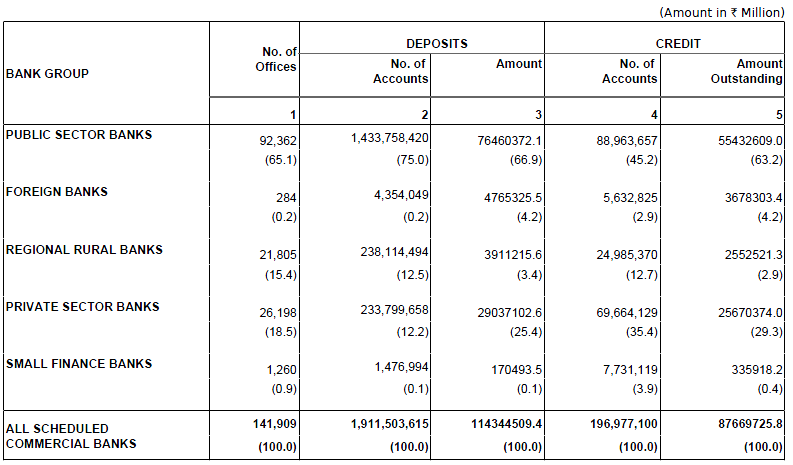 (Amount in ₹ Million)
BANK GROUP No. of Offices DEPOSITS CREDIT
No. of Accounts Amount No. of Accounts Amount Outstanding
1 2 3 4 5
PUBLIC SECTOR BANKS 92,362 1,433,758,420 76460372.1 88,963,657 55432609.0
(65.1) (75.0) (66.9) (45.2) (63.2)
FOREIGN BANKS 284 4,354,049 4765325.5 5,632,825 3678303.4
(0.2) (0.2) (4.2) (2.9) (4.2)
REGIONAL RURAL BANKS 21,805 238,114,494 3911215.6 24,985,370 2552521.3
(15.4) (12.5) (3.4) (12.7) (2.9)
PRIVATE SECTOR BANKS 26,198 233,799,658 29037102.6 69,664,129 25670374.0
(18.5) (12.2) (25.4) (35.4) (29.3)
SMALL FINANCE BANKS 1,260 1,476,994 170493.5 7,731,119 335918.2
(0.9) (0.1) (0.1) (3.9) (0.4)
ALL SCHEDULED 141,909 1,911,503,615 114344509.4 196,977,100 87669725.8
COMMERCIAL BANKS (100.0) (100.0) (100.0) (100.0) (100.0)